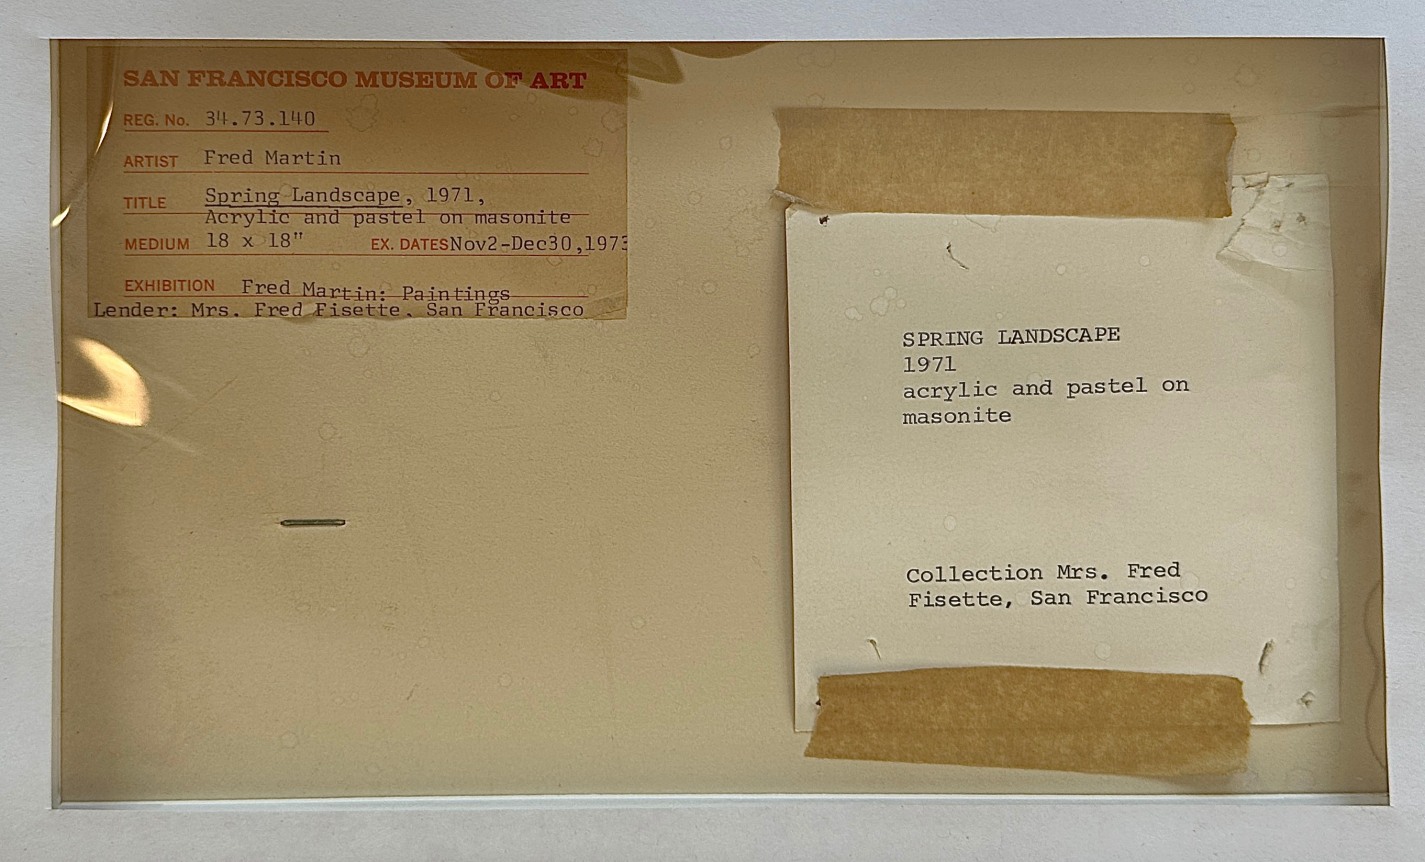 SAN FRANCISCO MUSEUM OF ART
REG. No. 34.73.140
ARTIST Fred Martin
TITLE Spring Landscape, 1971,
Acrylic and pastel on masonite
MEDIUM 18 x 18" EX. DATES Nov2-Dec30,1973
EXHIBITION Fred Martin: Paintings
Lender: Mrs. Fred Fisette, San Francisco
SPRING LANDSCAPE
1971
acrylic and pastel on
masonite
Collection Mrs. Fred
Fisette, San Francisco